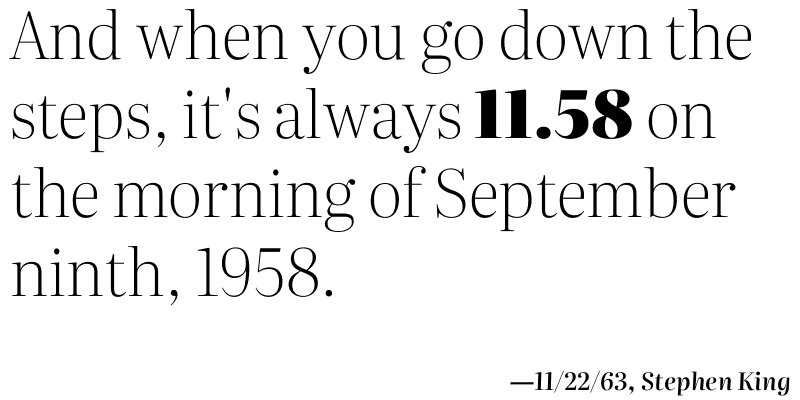 And when you go down the
steps, it's always 11.58 on
the morning of September
ninth, 1958.
—11/22/63, Stephen King